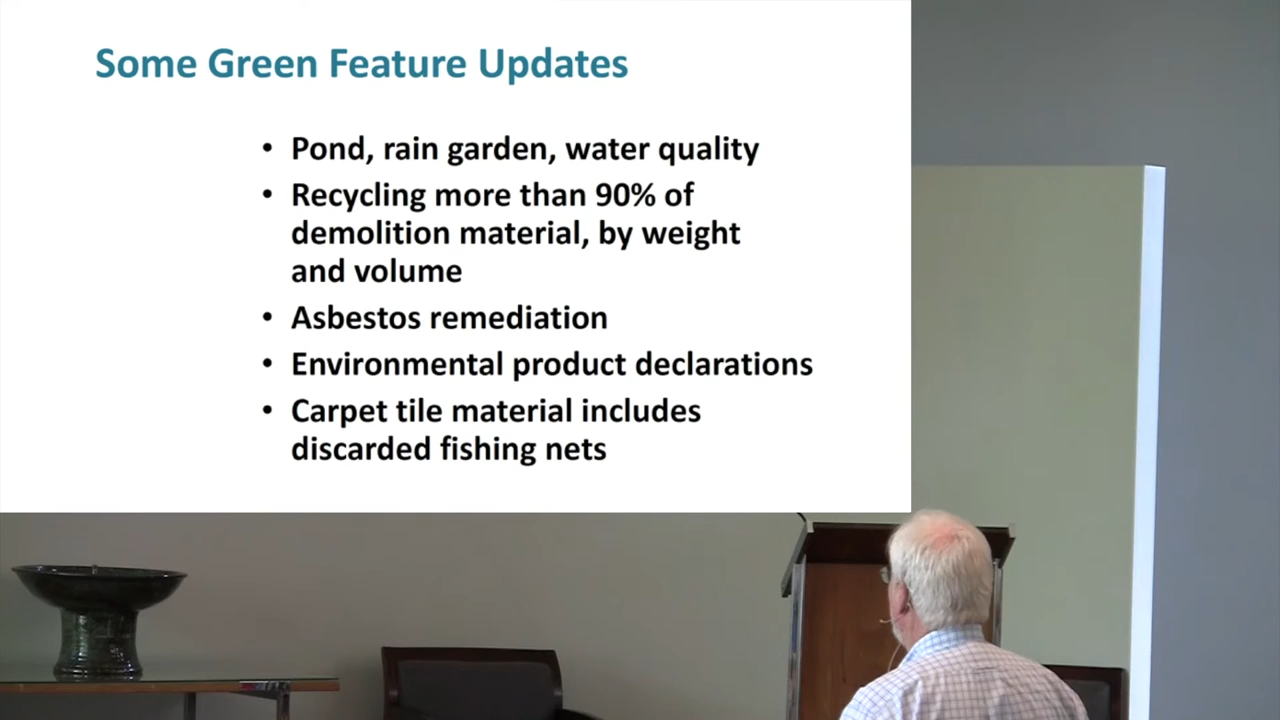 Some Green Feature Updates
• Pond, rain garden, water quality
• Recycling more than 90% of
demolition material, by weight
and volume
• Asbestos remediation
• Environmental product declarations
• Carpet tile material includes
discarded fishing nets